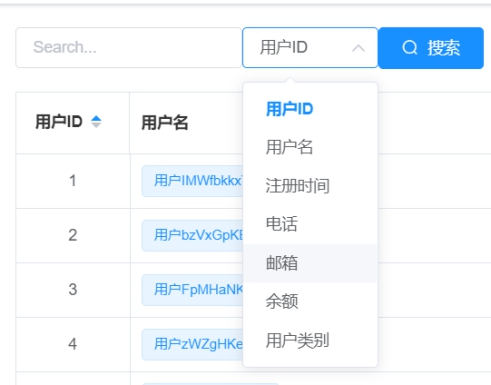 Search...
用户ID
搜索
用户ID
用户名
用户ID
用户名
注册时间
电话
邮箱
余额
用户类别
1
用户IMWfbkkx
2
用户bzVxGpK
3
用户FpMHaNK
4
用户zWZgHKe